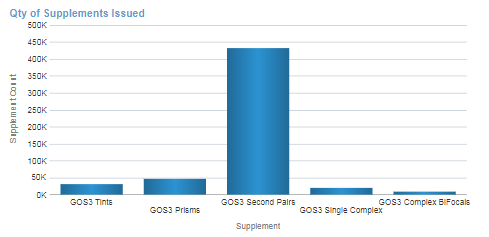 Qty of Supplements Issued
500K
450K
400K
350K
300K
250K
200K
150K
100K
50K
0K
Supplement Count
GOS3 Tints
GOS3 Prisms
GOS3 Second Pairs
GOS3 Single Complex
GOS3 Complex BiFocals
Supplement